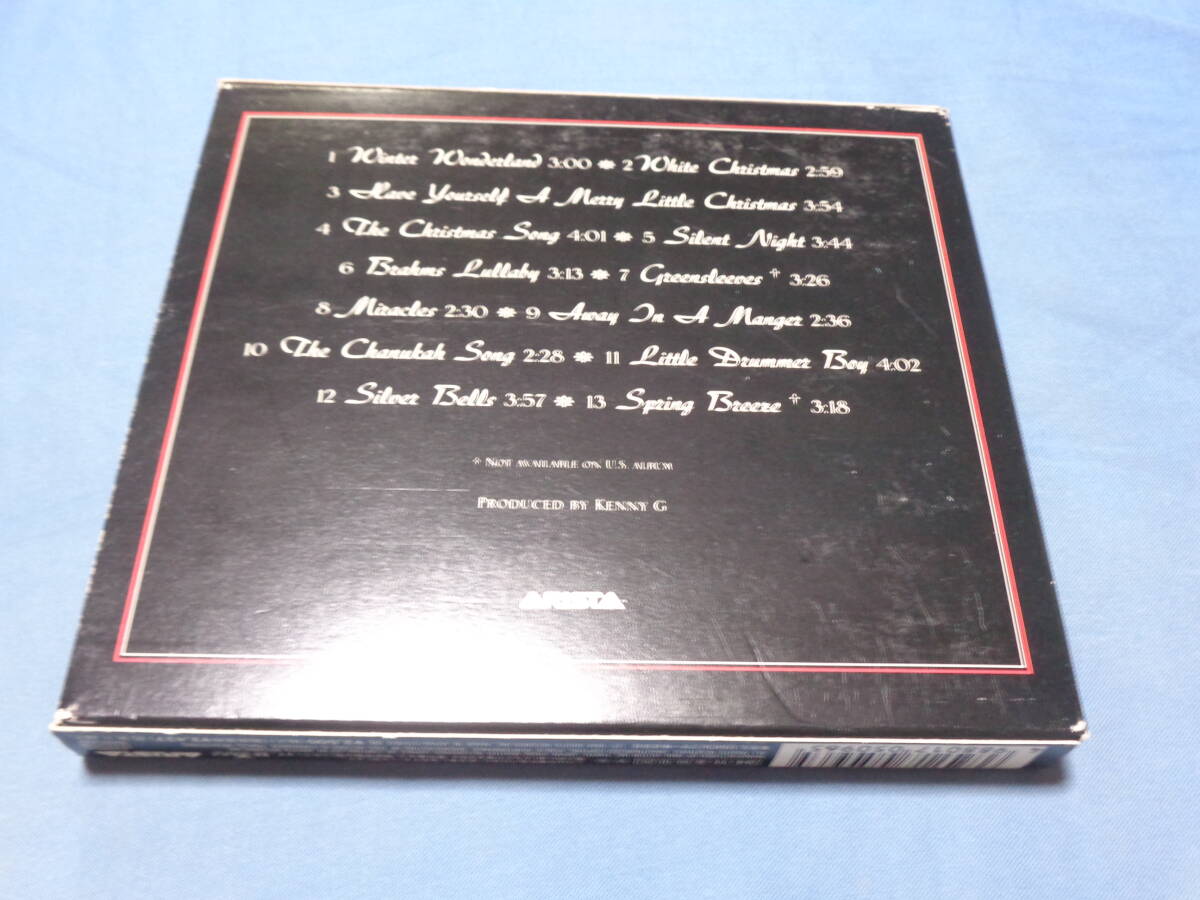 1 Winter Wonderland 3:00 ❋ 2 White Christmas 2:59
3 Have Yourself A Merry Little Christmas 3:54
4 The Christmas Song 4:01 ❋ 5 Silent Night 3:44
6 Brahms Lullaby 3:13 ❋ 7 Greensleeves † 3:26
8 Miracles 2:30 ❋ 9 Away In A Manger 2:36
10 The Chanukah Song 2:28 ❋ 11 Little Drummer Boy 4:02
12 Silver Bells 3:57 ❋ 13 Spring Breeze † 3:18
† NOT AVAILABLE ON U.S. ALBUM
PRODUCED BY KENNY G
ARISTA